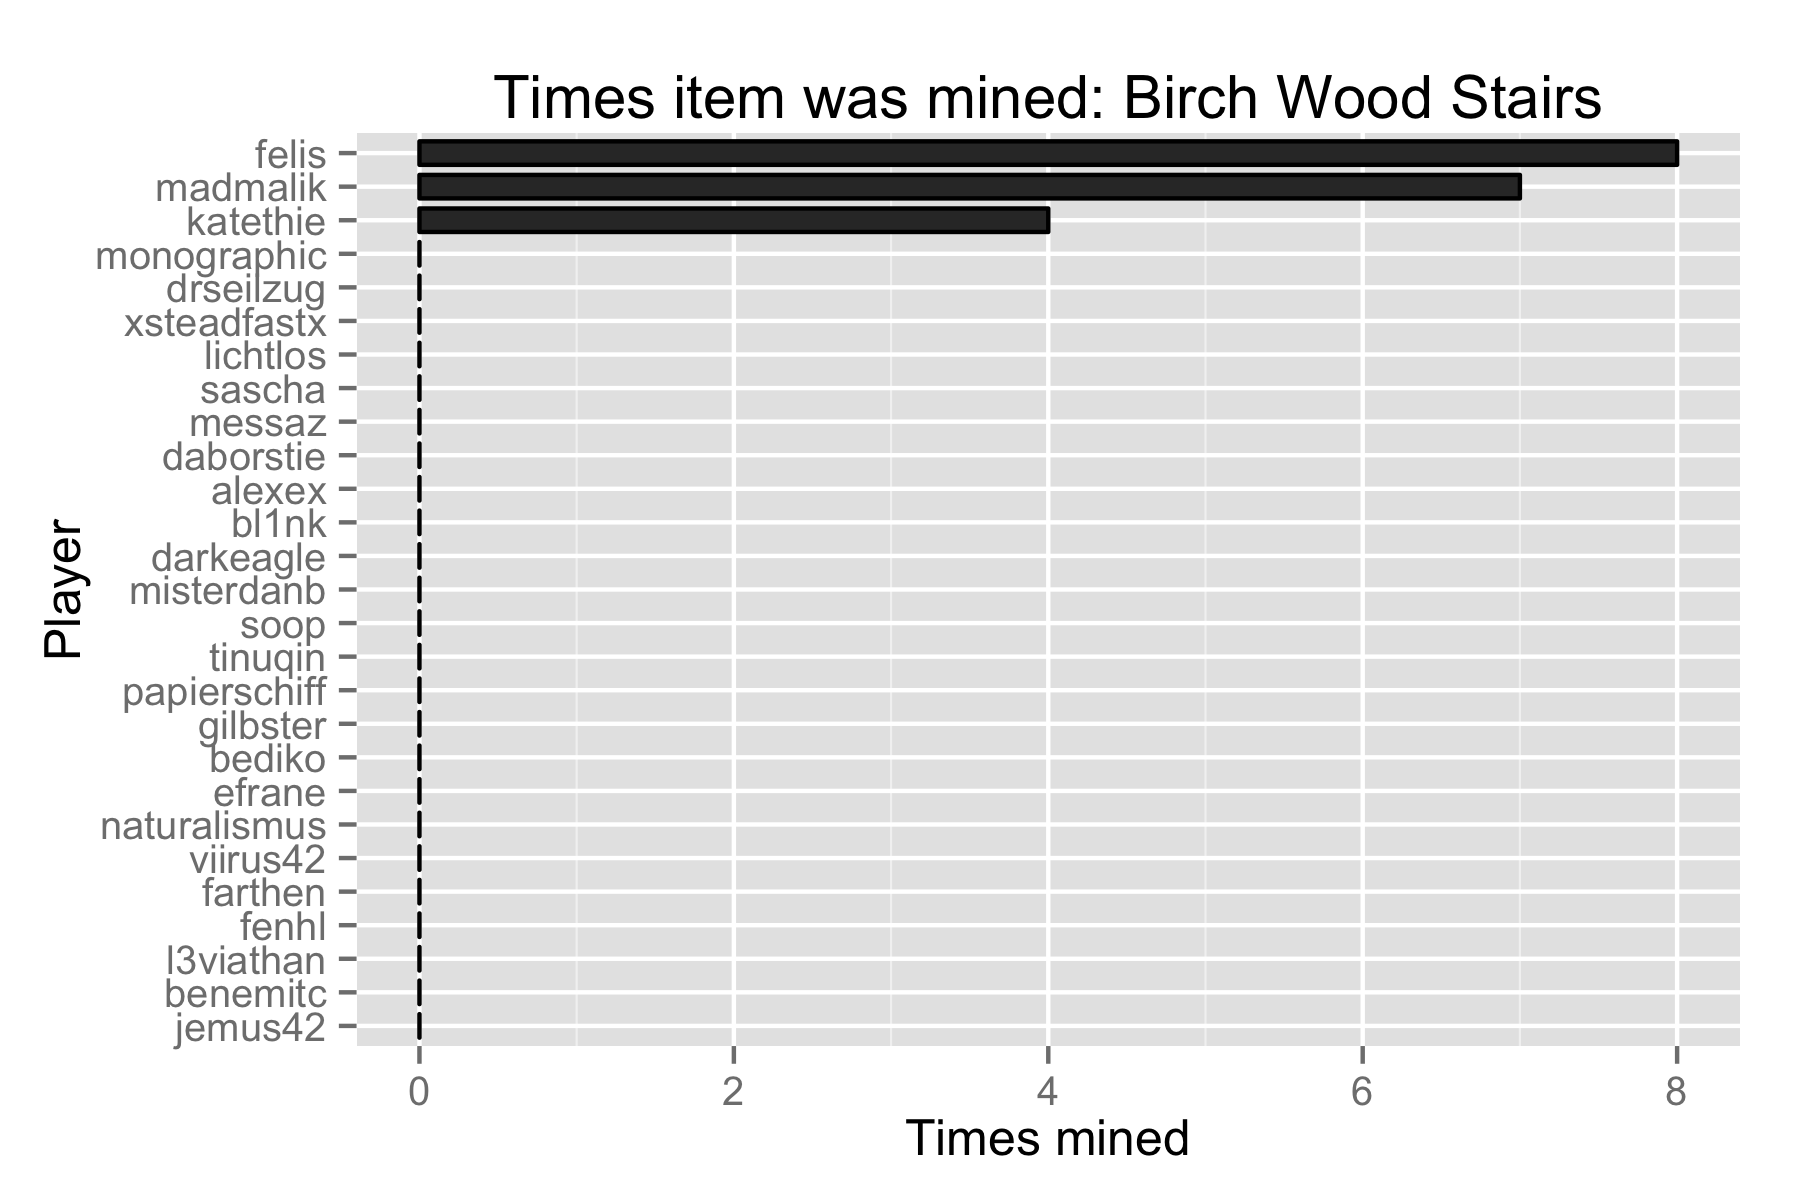 Times item was mined: Birch Wood Stairs
felis
madmalik
katethie
monographic
drseilzug
xsteadfastx
lichtlos
sascha
messaz
daborstie
alexex
bl1nk
darkeagle
misterdanb
soop
tinuqin
papierschiff
gilbster
bediko
efrane
naturalismus
viirus42
farthen
fenhl
l3viathan
benemitc
jemus42
Player
0 2 4 6 8
Times mined